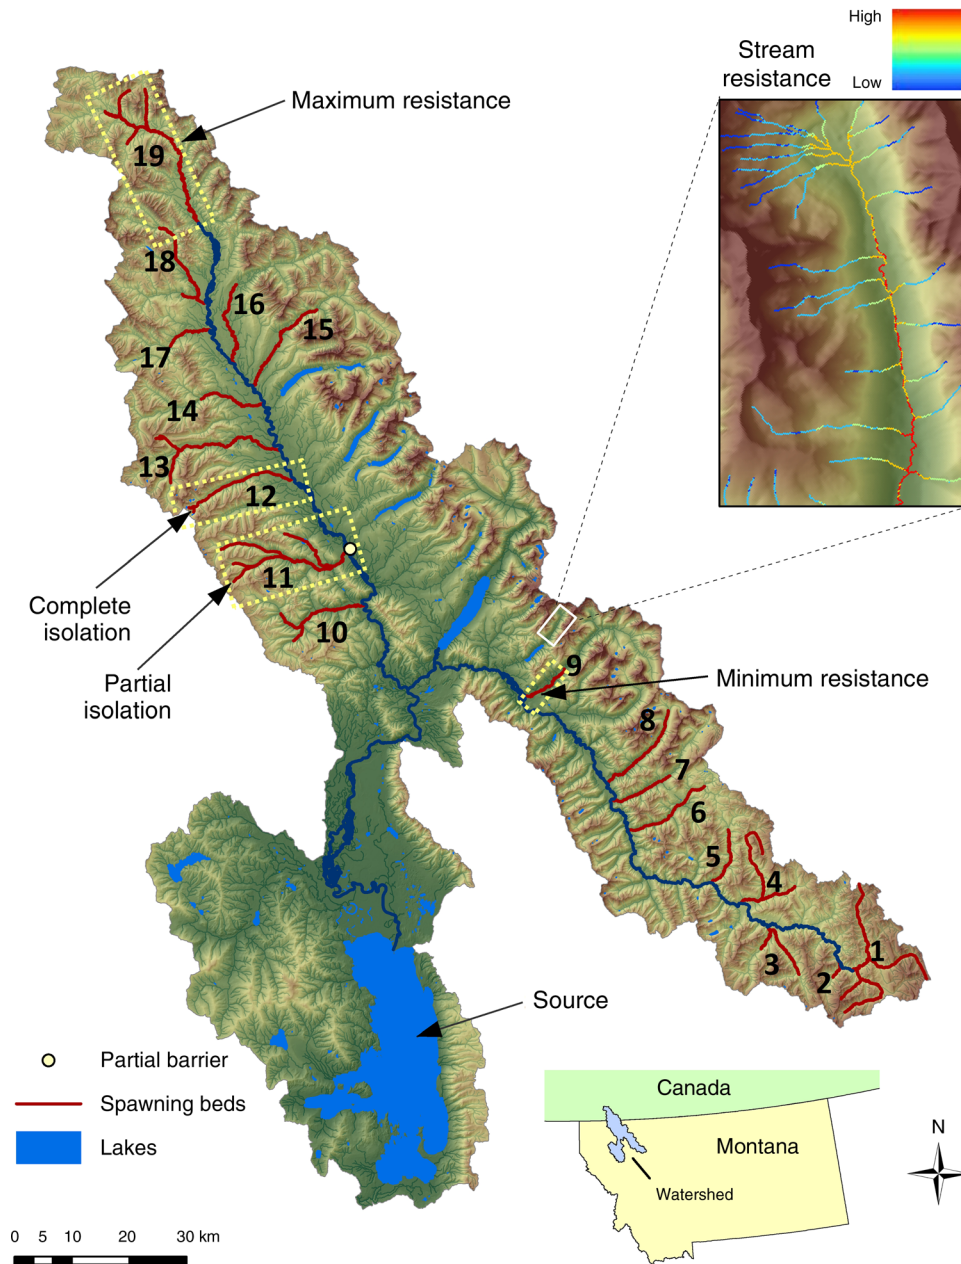 High
Stream
resistance
Low
Maximum resistance
19
18
16
15
17
14
13
12
11
Complete
isolation
10
Partial
isolation
9
Minimum resistance
8
7
6
5
4
3
2
1
Source
Partial barrier
Spawning beds
Lakes
Canada
Montana
Watershed
N
0 5 10 20 30 km